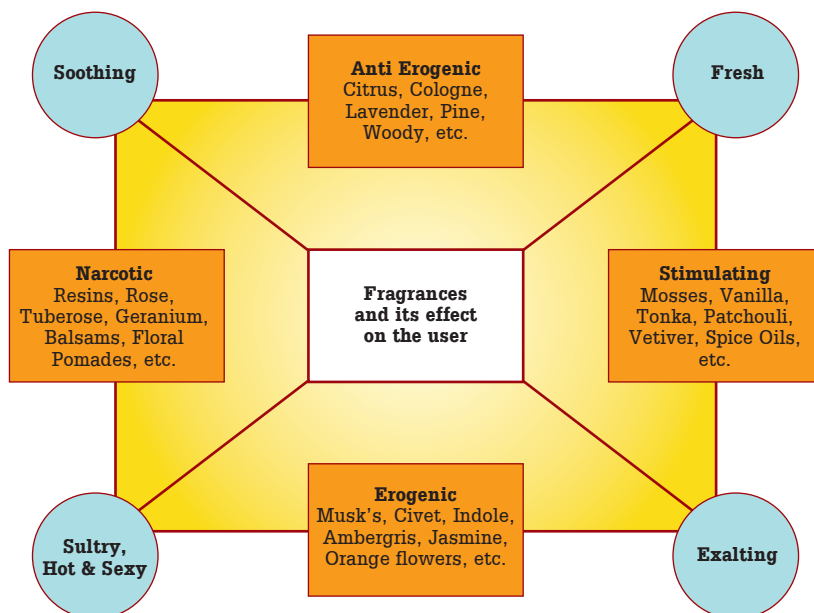 Soothing
Anti Erogenic
Citrus, Cologne,
Lavender, Pine,
Woody, etc.
Fresh
Narcotic
Resins, Rose,
Tuberose, Geranium,
Balsams, Floral
Pomades, etc.
Fragrances
and its effect
on the user
Stimulating
Mosses, Vanilla,
Tonka, Patchouli,
Vetiver, Spice Oils,
etc.
Sultry,
Hot & Sexy
Erogenic
Musk's, Civet, Indole,
Ambergris, Jasmine,
Orange flowers, etc.
Exalting